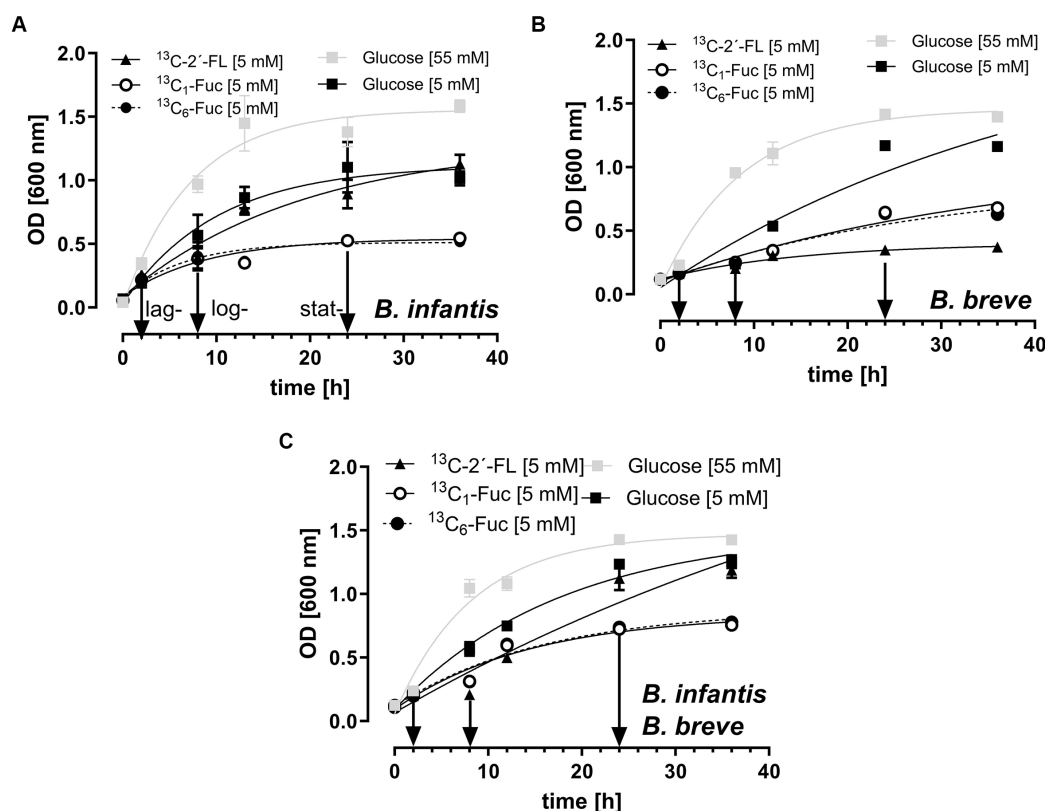 A
¹³C-2´-FL [5 mM] Glucose [55 mM]
¹³C₁-Fuc [5 mM] Glucose [5 mM]
¹³C₆-Fuc [5 mM]
OD [600 nm]
2.0
1.5
1.0
0.5
0.0
lag- log- stat- B. infantis
0 10 20 30 40
time [h]
B
¹³C-2´-FL [5 mM] Glucose [55 mM]
¹³C₁-Fuc [5 mM] Glucose [5 mM]
¹³C₆-Fuc [5 mM]
OD [600 nm]
2.0
1.5
1.0
0.5
0.0
B. breve
0 10 20 30 40
time [h]
C
¹³C-2´-FL [5 mM] Glucose [55 mM]
¹³C₁-Fuc [5 mM] Glucose [5 mM]
¹³C₆-Fuc [5 mM]
OD [600 nm]
2.0
1.5
1.0
0.5
0.0
B. infantis
B. breve
0 10 20 30 40
time [h]